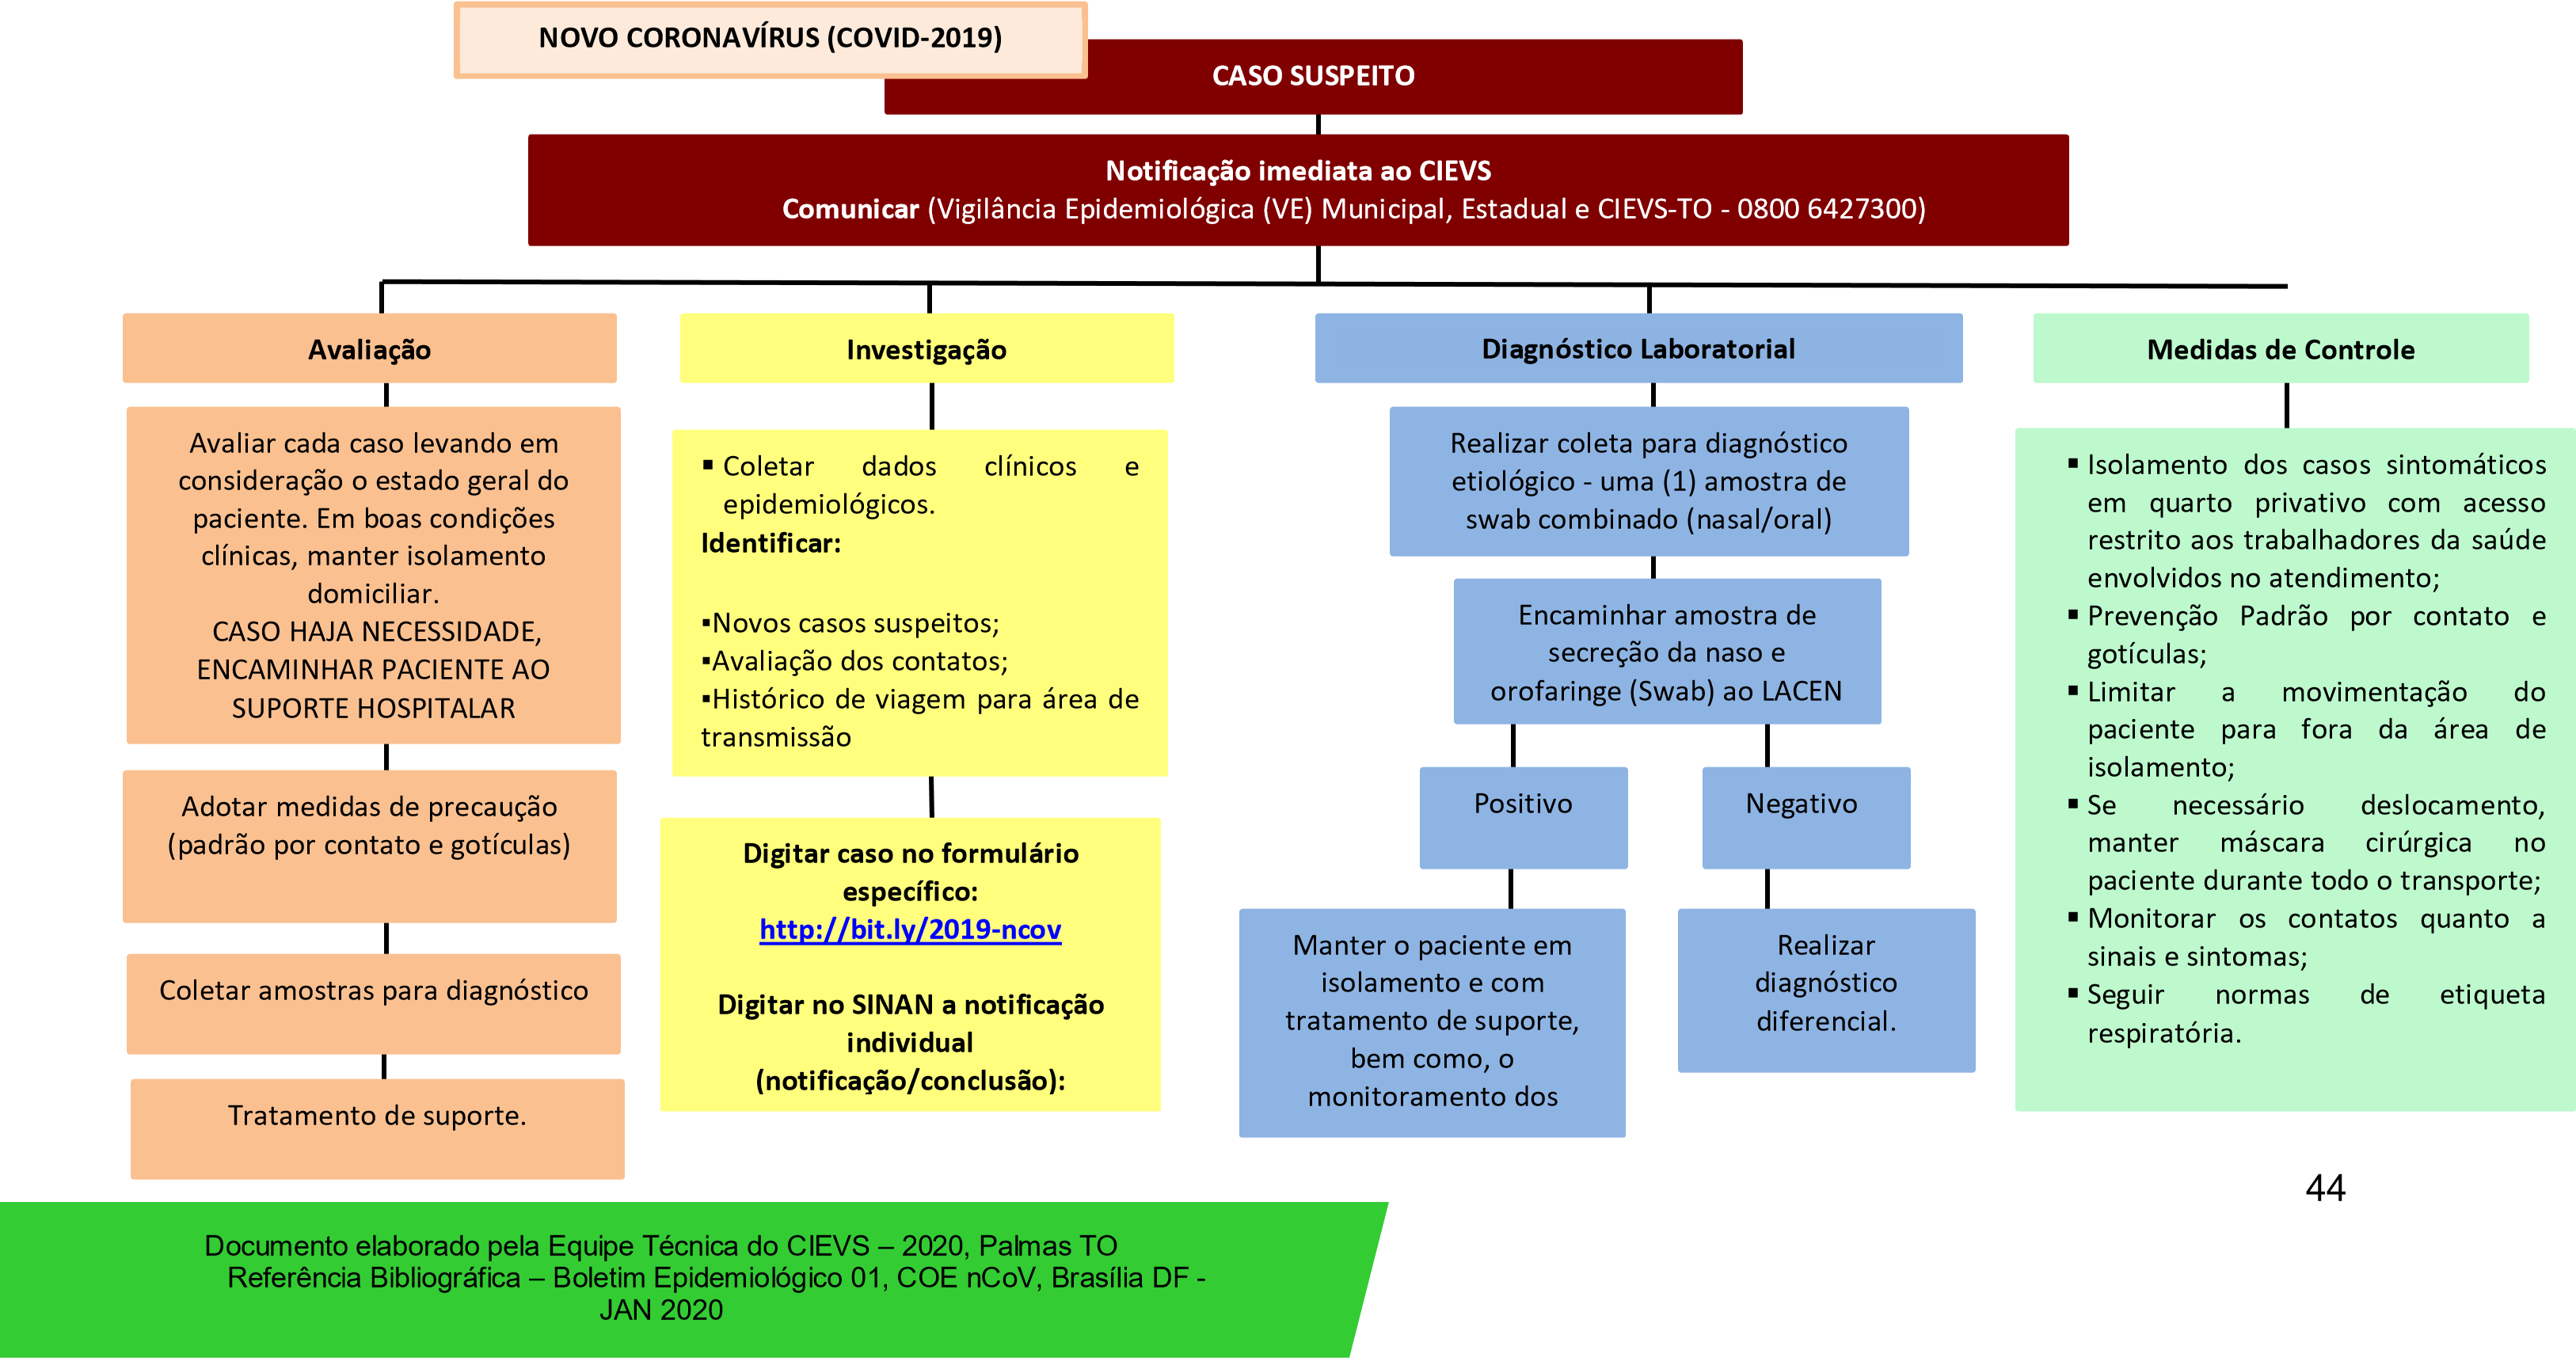 NOVO CORONAVÍRUS (COVID-2019)
CASO SUSPEITO
Notificação imediata ao CIEVS
Comunicar (Vigilância Epidemiológica (VE) Municipal, Estadual e CIEVS-TO - 0800 6427300)
Avaliação
Avaliar cada caso levando em
consideração o estado geral do
paciente. Em boas condições
clínicas, manter isolamento
domiciliar.
CASO HAJA NECESSIDADE,
ENCAMINHAR PACIENTE AO
SUPORTE HOSPITALAR
Adotar medidas de precaução
(padrão por contato e gotículas)
Coletar amostras para diagnóstico
Tratamento de suporte.
Investigação
▪ Coletar dados clínicos e
epidemiológicos.
Identificar:
▪Novos casos suspeitos;
▪Avaliação dos contatos;
▪Histórico de viagem para área de
transmissão
Digitar caso no formulário
específico:
http://bit.ly/2019-ncov
Digitar no SINAN a notificação
individual
(notificação/conclusão):
Diagnóstico Laboratorial
Realizar coleta para diagnóstico
etiológico - uma (1) amostra de
swab combinado (nasal/oral)
Encaminhar amostra de
secreção da naso e
orofaringe (Swab) ao LACEN
Positivo
Negativo
Manter o paciente em
isolamento e com
tratamento de suporte,
bem como, o
monitoramento dos
Realizar
diagnóstico
diferencial.
Medidas de Controle
▪ Isolamento dos casos sintomáticos
em quarto privativo com acesso
restrito aos trabalhadores da saúde
envolvidos no atendimento;
▪ Prevenção Padrão por contato e
gotículas;
▪ Limitar a movimentação do
paciente para fora da área de
isolamento;
▪ Se necessário deslocamento,
manter máscara cirúrgica no
paciente durante todo o transporte;
▪ Monitorar os contatos quanto a
sinais e sintomas;
▪ Seguir normas de etiqueta
respiratória.
44
Documento elaborado pela Equipe Técnica do CIEVS – 2020, Palmas TO
Referência Bibliográfica – Boletim Epidemiológico 01, COE nCoV, Brasília DF -
JAN 2020